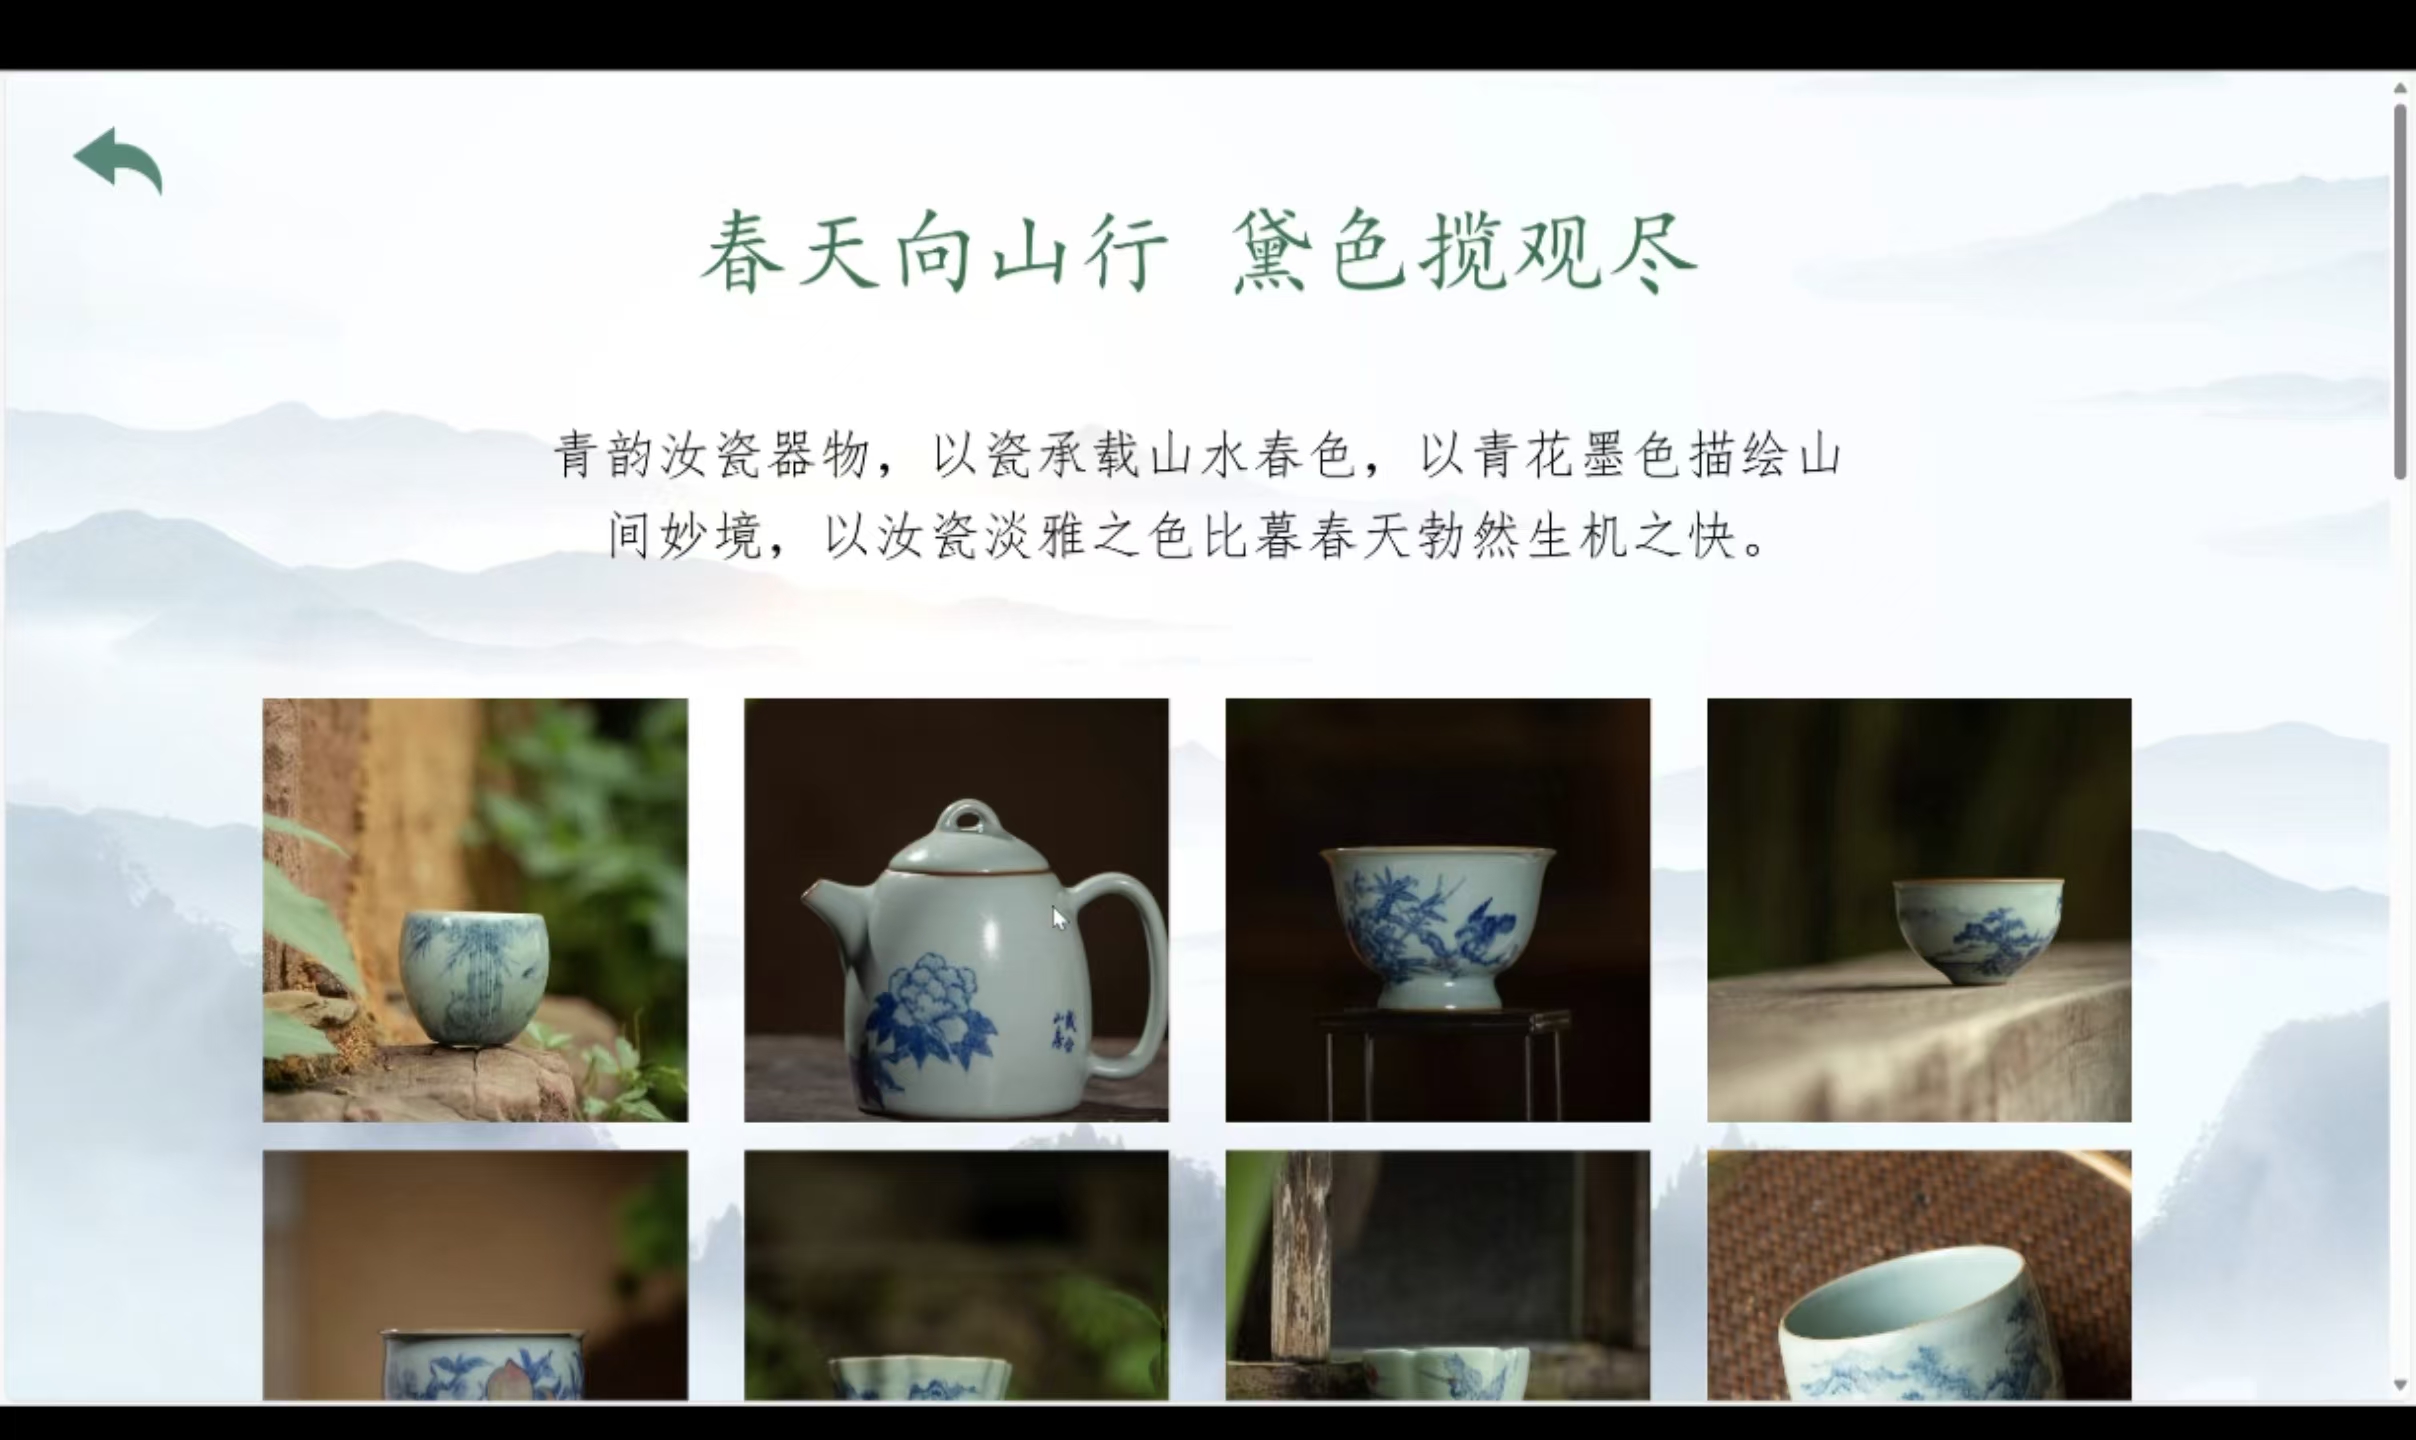 春天向山行 黛色揽观尽
青韵汝瓷器物，以瓷承载山水春色，以青花墨色描绘山
间妙境，以汝瓷淡雅之色比暮春天勃然生机之快。